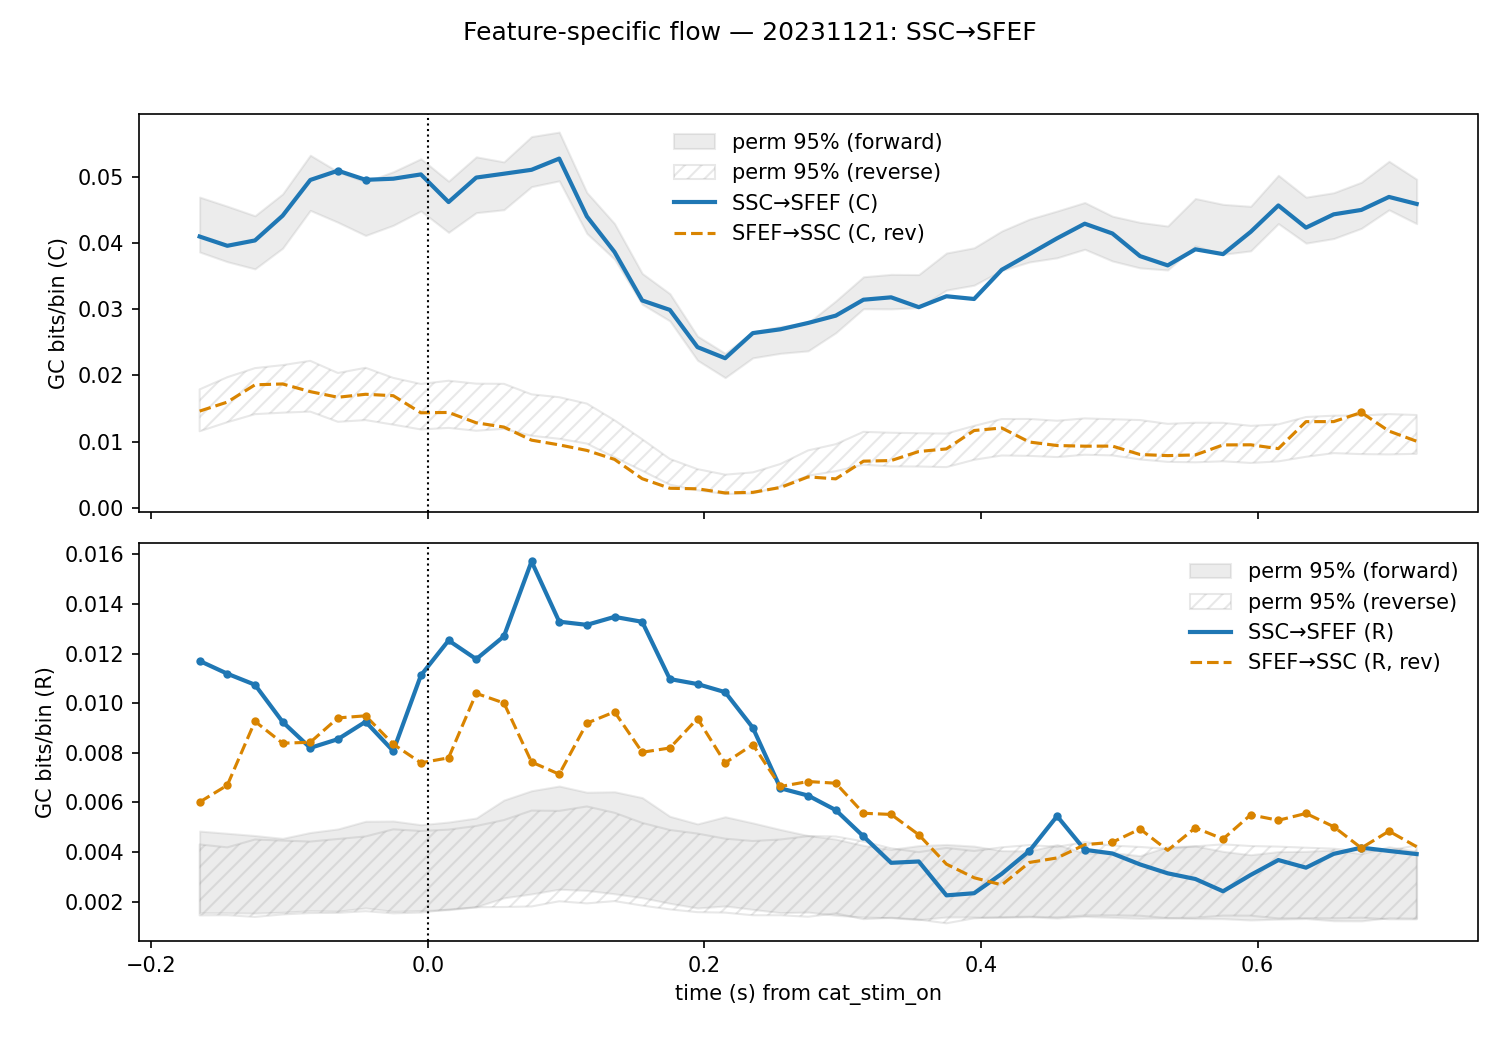 Feature-specific flow — 20231121: SSC→SFEF
GC bits/bin (C)
0.05
0.04
0.03
0.02
0.01
0.00
perm 95% (forward)
perm 95% (reverse)
SSC→SFEF (C)
SFEF→SSC (C, rev)
GC bits/bin (R)
0.016
0.014
0.012
0.010
0.008
0.006
0.004
0.002
perm 95% (forward)
perm 95% (reverse)
SSC→SFEF (R)
SFEF→SSC (R, rev)
−0.2 0.0 0.2 0.4 0.6
time (s) from cat_stim_on